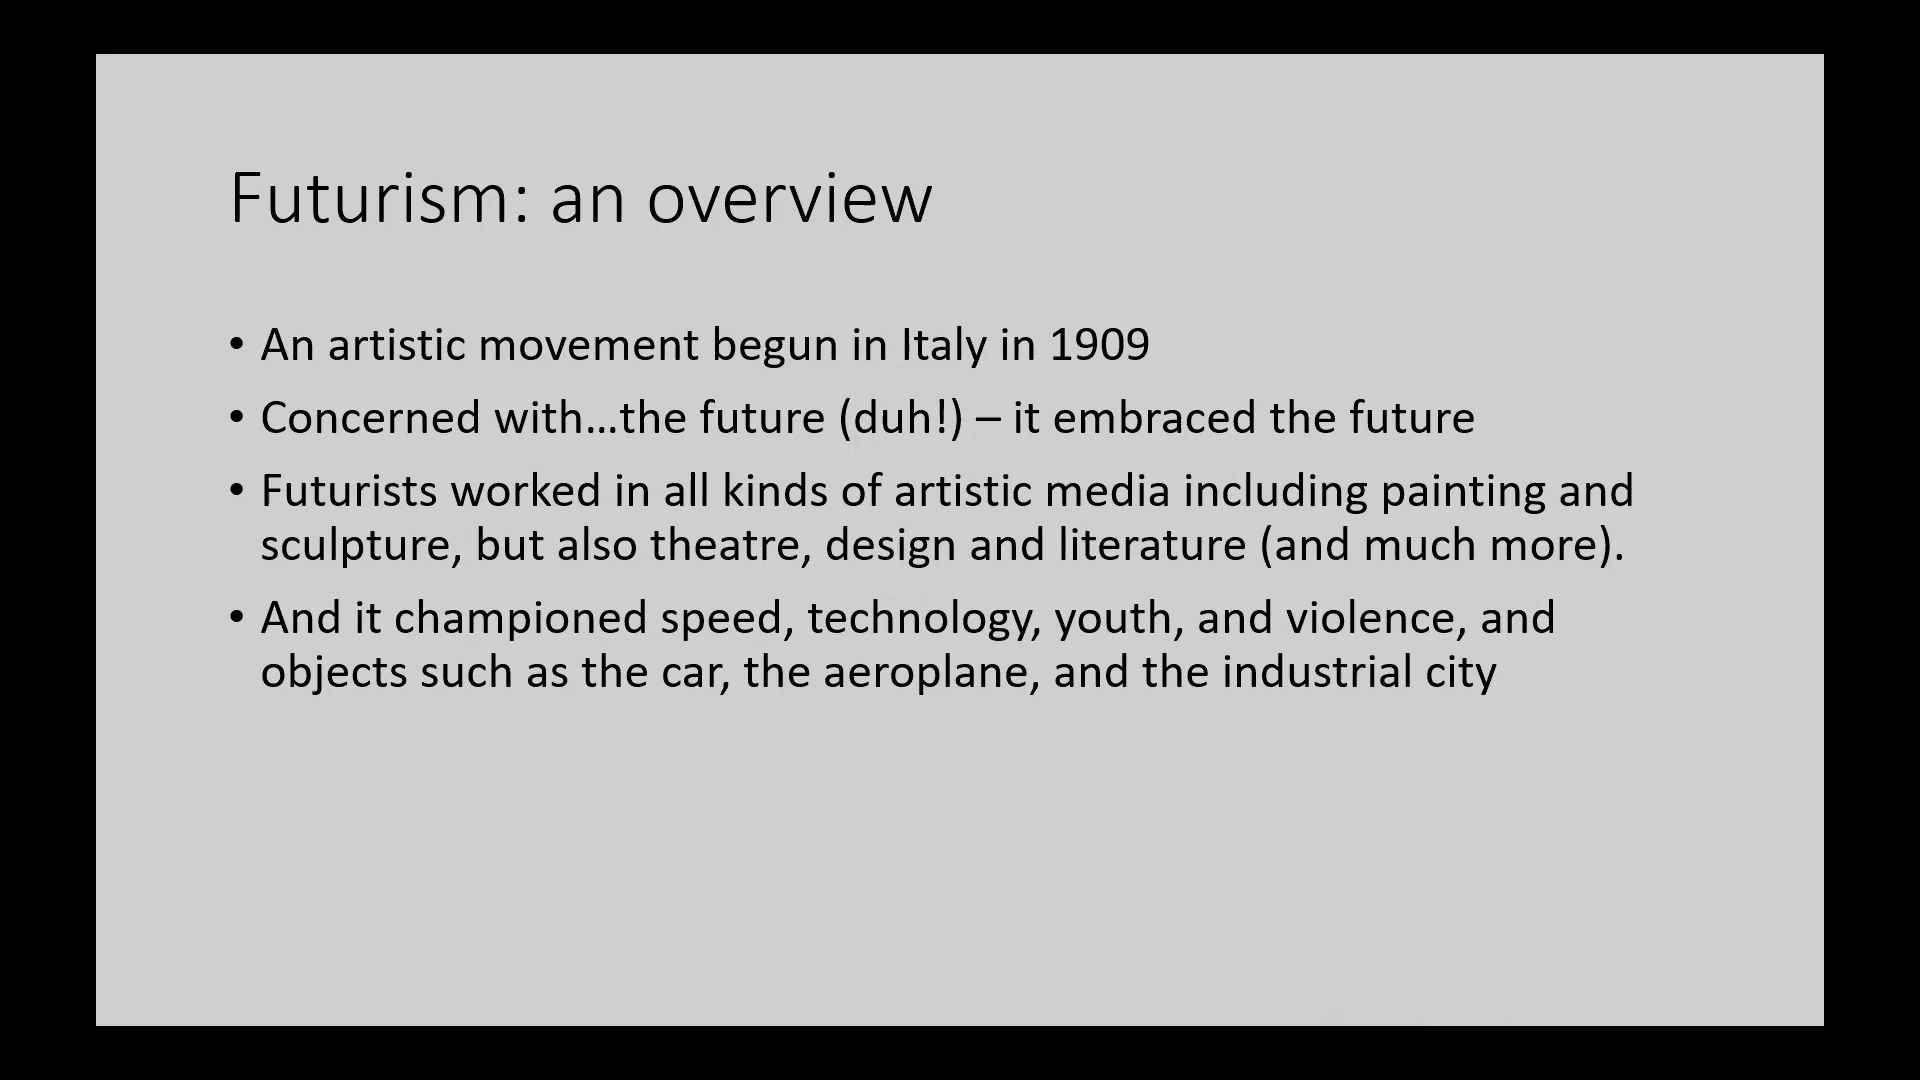 Futurism: an overview
• An artistic movement begun in Italy in 1909
• Concerned with...the future (duh!) – it embraced the future
• Futurists worked in all kinds of artistic media including painting and
sculpture, but also theatre, design and literature (and much more).
• And it championed speed, technology, youth, and violence, and
objects such as the car, the aeroplane, and the industrial city